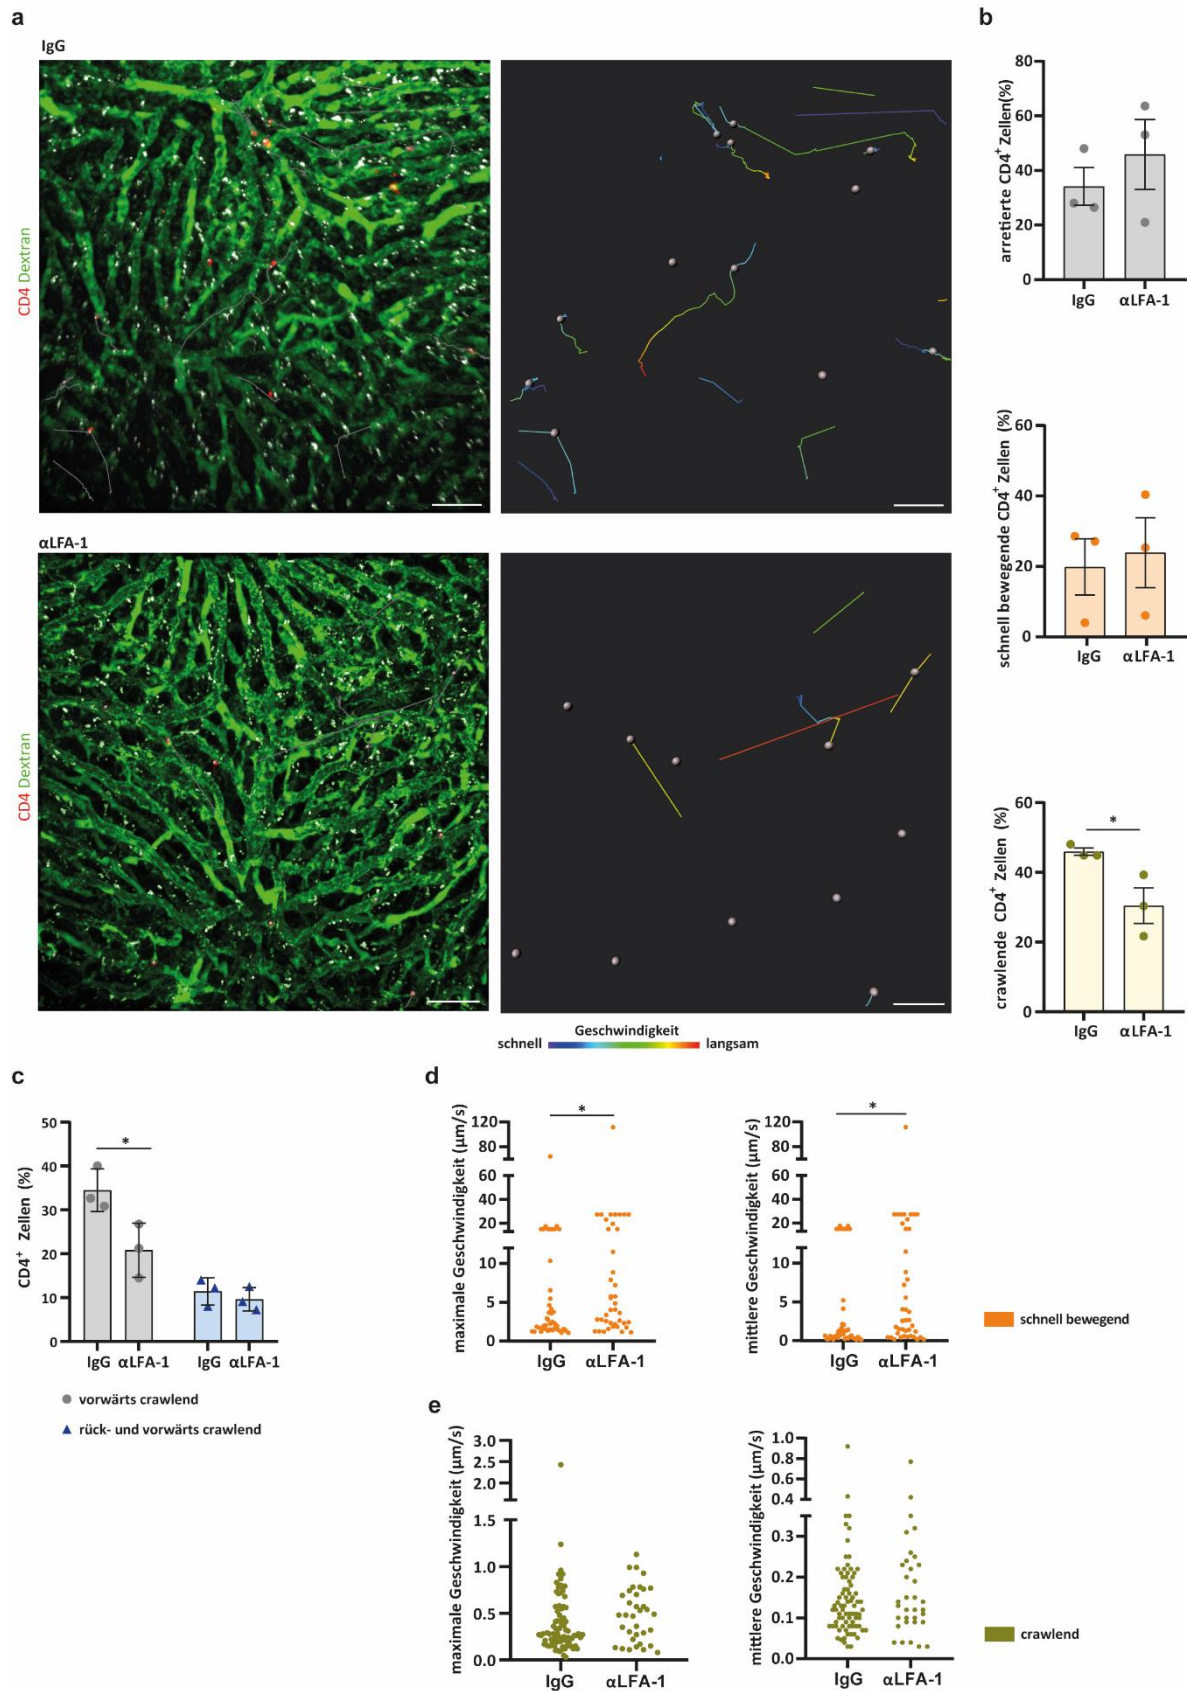 a
IgG
CD4 Dextran
αLFA-1
CD4 Dextran
Geschwindigkeit
schnell langsam
b
arretierte CD4⁺ Zellen(%)
80
60
40
20
0
IgG αLFA-1
schnell bewegende CD4⁺ Zellen (%)
60
40
20
0
IgG αLFA-1
crawlende CD4⁺ Zellen (%)
60
40
20
0
*
IgG αLFA-1
c
CD4⁺ Zellen (%)
50
40
30
20
10
0
*
IgG αLFA-1 IgG αLFA-1
vorwärts crawlend
rück- und vorwärts crawlend
d
maximale Geschwindigkeit (µm/s)
120
80
60
40
20
10
5
0
*
IgG αLFA-1
mittlere Geschwindigkeit (µm/s)
120
80
60
40
20
10
5
0
*
IgG αLFA-1
schnell bewegend
e
maximale Geschwindigkeit (µm/s)
3.0
2.5
2.0
1.5
1.0
0.5
0.0
IgG αLFA-1
mittlere Geschwindigkeit (µm/s)
1.0
0.8
0.6
0.4
0.3
0.2
0.1
0.0
IgG αLFA-1
crawlend